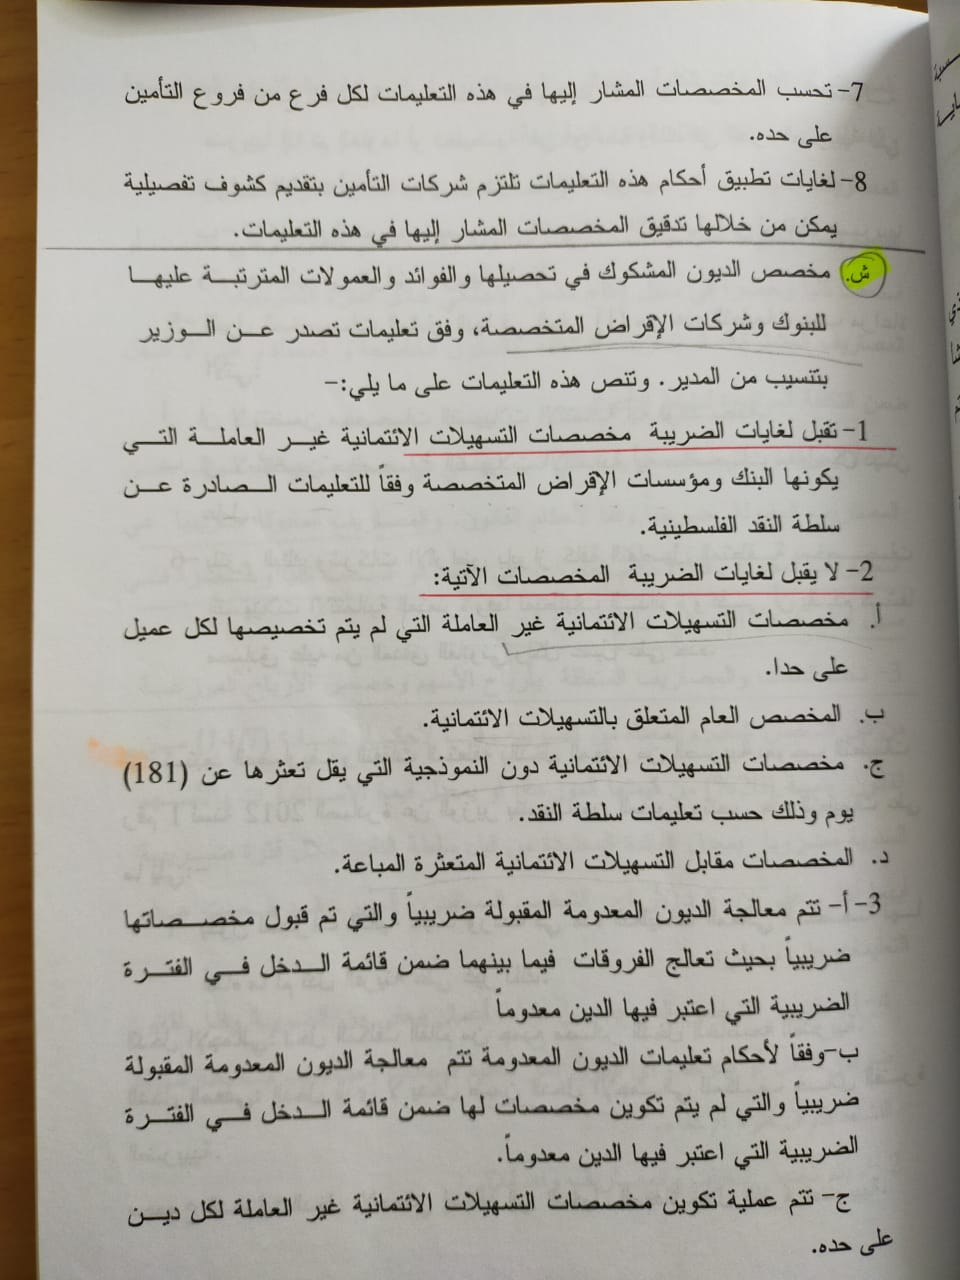 7- تحسب المخصصات المشار إليها في هذه التعليمات لكل فرع من فروع التأمين
على حده.
8- لغايات تطبيق أحكام هذه التعليمات تلتزم شركات التأمين بتقديم كشوف تفصيلية
يمكن من خلالها تدقيق المخصصات المشار إليها في هذه التعليمات.
ش. مخصص الديون المشكوك في تحصيلها والفوائد والعمولات المترتبة عليها
للبنوك وشركات الإقراض المتخصصة، وفق تعليمات تصدر عن الوزير
بتنسيب من المدير. وتنص هذه التعليمات على ما يلي:-
1- تقبل لغايات الضريبة مخصصات التسهيلات الائتمانية غير العاملة التي
يكونها البنك ومؤسسات الإقراض المتخصصة وفقاً للتعليمات الصادرة عن
سلطة النقد الفلسطينية.
2- لا يقبل لغايات الضريبة المخصصات الآتية:
أ. مخصصات التسهيلات الائتمانية غير العاملة التي لم يتم تخصيصها لكل عميل
على حدا.
ب. المخصص العام المتعلق بالتسهيلات الائتمانية.
ج. مخصصات التسهيلات الائتمانية دون النموذجية التي يقل تعثرها عن (181)
يوم وذلك حسب تعليمات سلطة النقد.
د. المخصصات مقابل التسهيلات الائتمانية المتعثرة المباعة.
3- أ- تتم معالجة الديون المعدومة المقبولة ضريبياً والتي تم قبول مخصصاتها
ضريبياً بحيث تعالج الفروقات فيما بينهما ضمن قائمة الدخل في الفترة
الضريبية التي اعتبر فيها الدين معدوماً
ب- وفقاً لأحكام تعليمات الديون المعدومة تتم معالجة الديون المعدومة المقبولة
ضريبياً والتي لم يتم تكوين مخصصات لها ضمن قائمة الدخل في الفترة
الضريبية التي اعتبر فيها الدين معدوماً.
ج- تتم عملية تكوين مخصصات التسهيلات الائتمانية غير العاملة لكل دين
على حده.